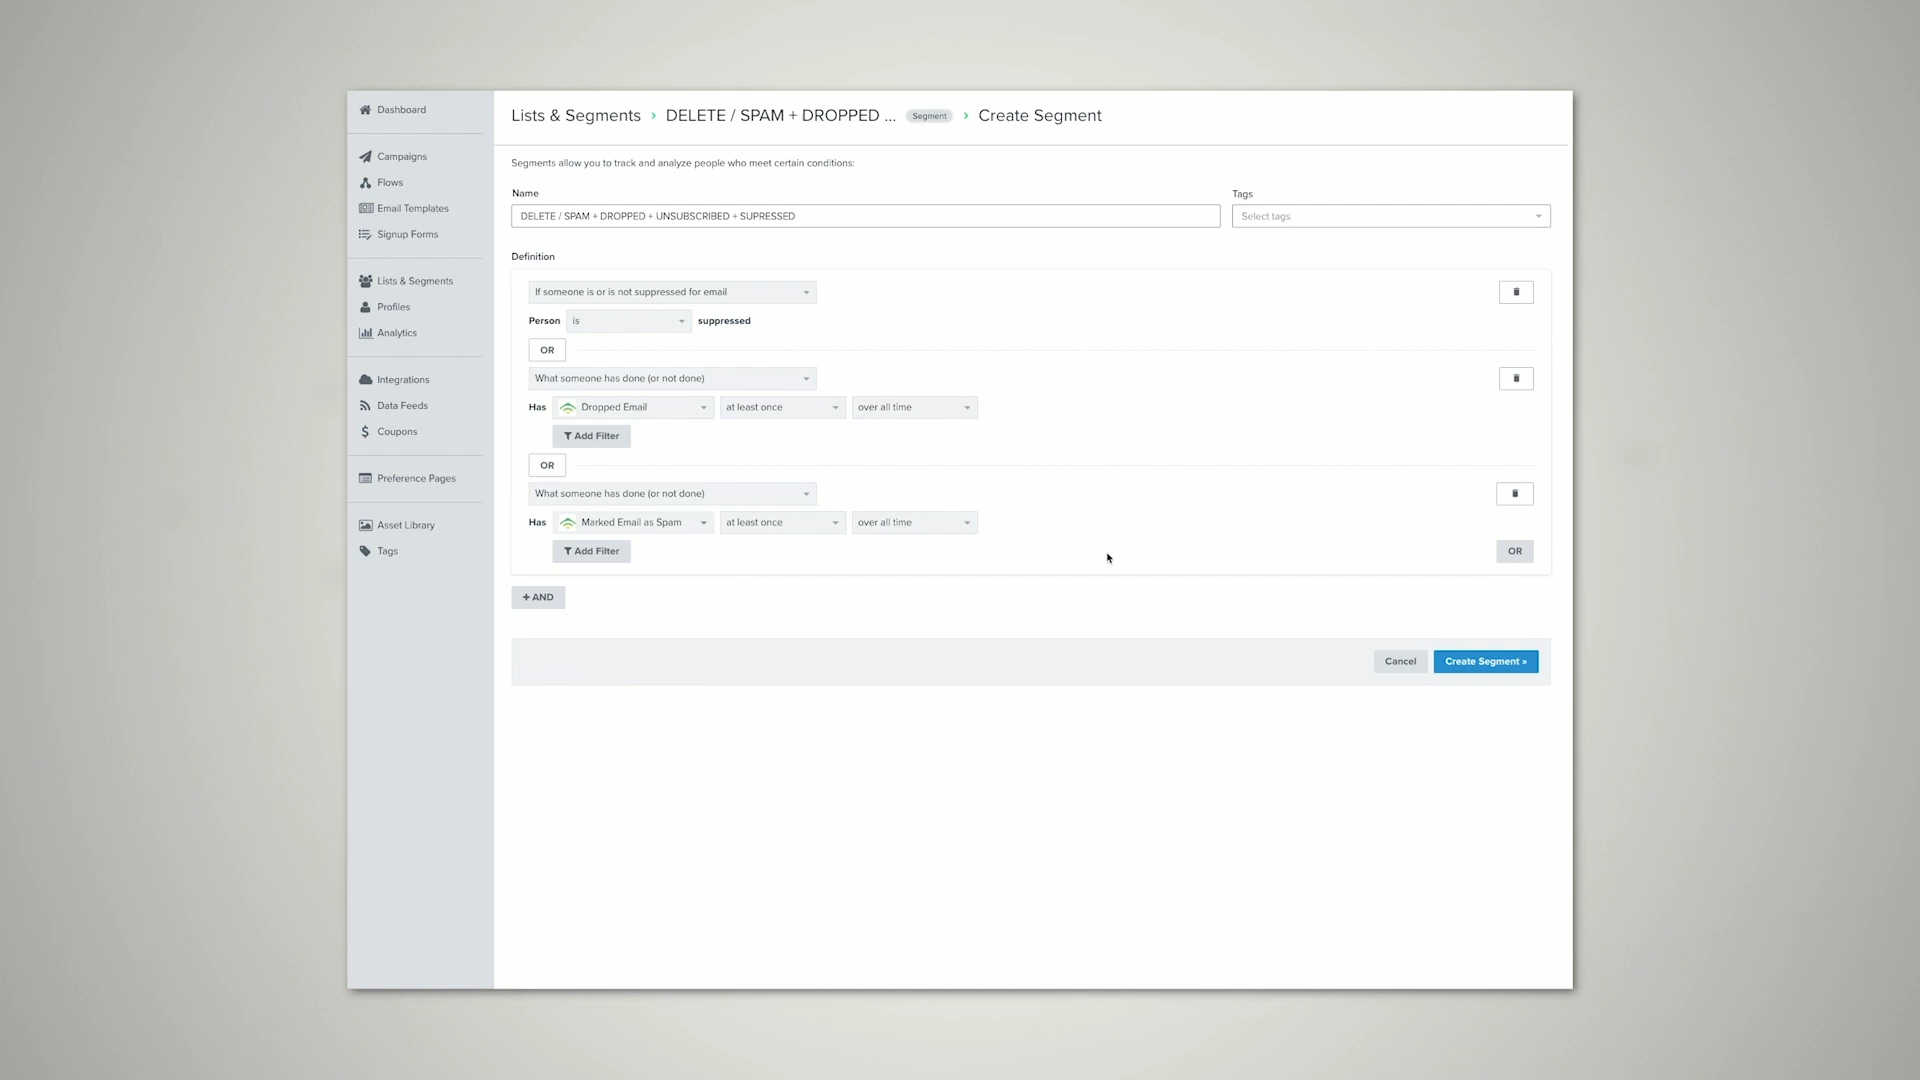 Dashboard
Campaigns
Flows
Email Templates
Signup Forms
Lists & Segments
Profiles
Analytics
Integrations
Data Feeds
Coupons
Preference Pages
Asset Library
Tags
Lists & Segments › DELETE / SPAM + DROPPED ... Segment › Create Segment
Segments allow you to track and analyze people who meet certain conditions:
Name
Tags
DELETE / SPAM + DROPPED + UNSUBSCRIBED + SUPRESSED
Select tags
Definition
If someone is or is not suppressed for email
Person is suppressed
OR
What someone has done (or not done)
Has Dropped Email at least once over all time
Add Filter
OR
What someone has done (or not done)
Has Marked Email as Spam at least once over all time
Add Filter
OR
+ AND
Cancel
Create Segment »